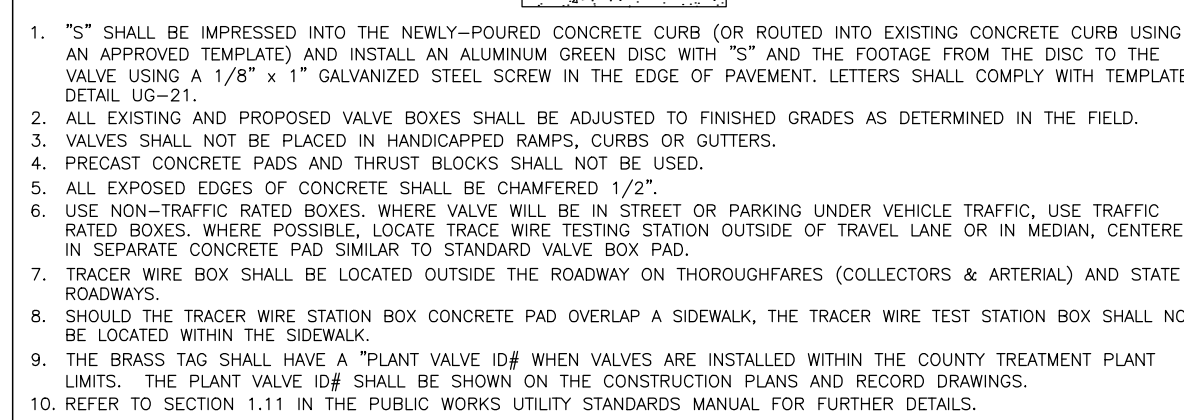 1. "S" SHALL BE IMPRESSED INTO THE NEWLY-POURED CONCRETE CURB (OR ROUTED INTO EXISTING CONCRETE CURB USING
AN APPROVED TEMPLATE) AND INSTALL AN ALUMINUM GREEN DISC WITH "S" AND THE FOOTAGE FROM THE DISC TO THE
VALVE USING A 1/8" x 1" GALVANIZED STEEL SCREW IN THE EDGE OF PAVEMENT. LETTERS SHALL COMPLY WITH TEMPLATE
DETAIL UG-21.
2. ALL EXISTING AND PROPOSED VALVE BOXES SHALL BE ADJUSTED TO FINISHED GRADES AS DETERMINED IN THE FIELD.
3. VALVES SHALL NOT BE PLACED IN HANDICAPPED RAMPS, CURBS OR GUTTERS.
4. PRECAST CONCRETE PADS AND THRUST BLOCKS SHALL NOT BE USED.
5. ALL EXPOSED EDGES OF CONCRETE SHALL BE CHAMFERED 1/2".
6. USE NON-TRAFFIC RATED BOXES. WHERE VALVE WILL BE IN STREET OR PARKING UNDER VEHICLE TRAFFIC, USE TRAFFIC
RATED BOXES. WHERE POSSIBLE, LOCATE TRACE WIRE TESTING STATION OUTSIDE OF TRAVEL LANE OR IN MEDIAN, CENTERE
IN SEPARATE CONCRETE PAD SIMILAR TO STANDARD VALVE BOX PAD.
7. TRACER WIRE BOX SHALL BE LOCATED OUTSIDE THE ROADWAY ON THOROUGHFARES (COLLECTORS & ARTERIAL) AND STATE
ROADWAYS.
8. SHOULD THE TRACER WIRE STATION BOX CONCRETE PAD OVERLAP A SIDEWALK, THE TRACER WIRE TEST STATION BOX SHALL NO
BE LOCATED WITHIN THE SIDEWALK.
9. THE BRASS TAG SHALL HAVE A "PLANT VALVE ID# WHEN VALVES ARE INSTALLED WITHIN THE COUNTY TREATMENT PLANT
LIMITS. THE PLANT VALVE ID# SHALL BE SHOWN ON THE CONSTRUCTION PLANS AND RECORD DRAWINGS.
10. REFER TO SECTION 1.11 IN THE PUBLIC WORKS UTILITY STANDARDS MANUAL FOR FURTHER DETAILS.